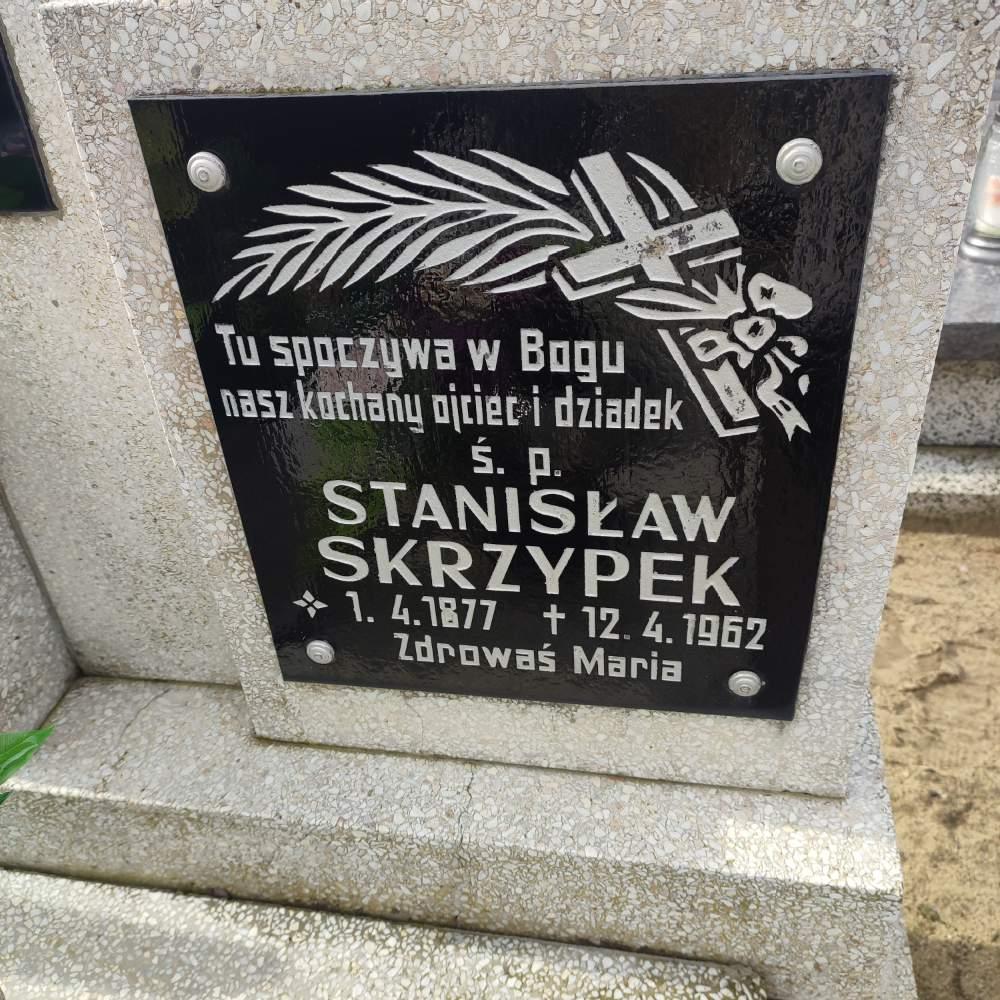 Tu spoczywa w Bogu
nasz kochany ojciec i dziadek
ś. p.
STANISŁAW
SKRZYPEK
1. 4. 1877 † 12. 4. 1962
Zdrowaś Maria